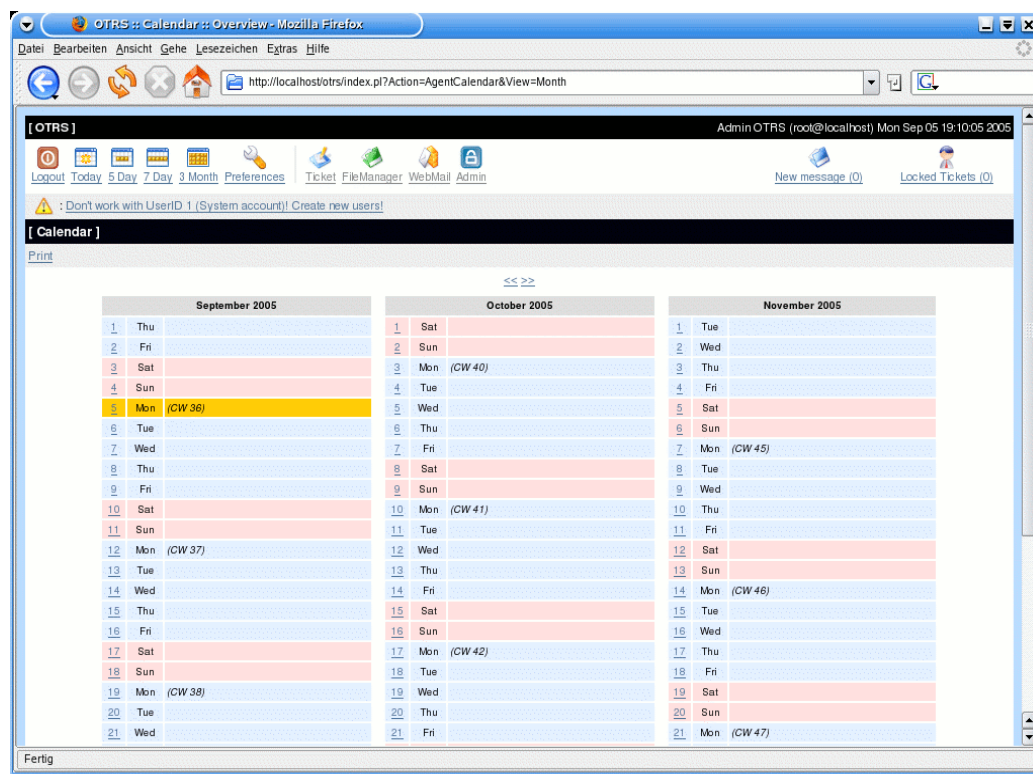 OTRS :: Calendar :: Overview - Mozilla Firefox
Datei Bearbeiten Ansicht Gehe Lesezeichen Extras Hilfe
http://localhost/otrs/index.pl?Action=AgentCalendar&View=Month
[ OTRS ] Admin OTRS (root@localhost) Mon Sep 05 19:10:05 2005
Logout Today 5 Day 7 Day 3 Month Preferences Ticket FileManager WebMail Admin New message (0) Locked Tickets (0)
: Don't work with UserID 1 (System account)! Create new users!
[ Calendar ]
Print
<< >>
September 2005 October 2005 November 2005
1 Thu 1 Sat 1 Tue
2 Fri 2 Sun 2 Wed
3 Sat 3 Mon (CW 40) 3 Thu
4 Sun 4 Tue 4 Fri
5 Mon (CW 36) 5 Wed 5 Sat
6 Tue 6 Thu 6 Sun
7 Wed 7 Fri 7 Mon (CW 45)
8 Thu 8 Sat 8 Tue
9 Fri 9 Sun 9 Wed
10 Sat 10 Mon (CW 41) 10 Thu
11 Sun 11 Tue 11 Fri
12 Mon (CW 37) 12 Wed 12 Sat
13 Tue 13 Thu 13 Sun
14 Wed 14 Fri 14 Mon (CW 46)
15 Thu 15 Sat 15 Tue
16 Fri 16 Sun 16 Wed
17 Sat 17 Mon (CW 42) 17 Thu
18 Sun 18 Tue 18 Fri
19 Mon (CW 38) 19 Wed 19 Sat
20 Tue 20 Thu 20 Sun
21 Wed 21 Fri 21 Mon (CW 47)
Fertig